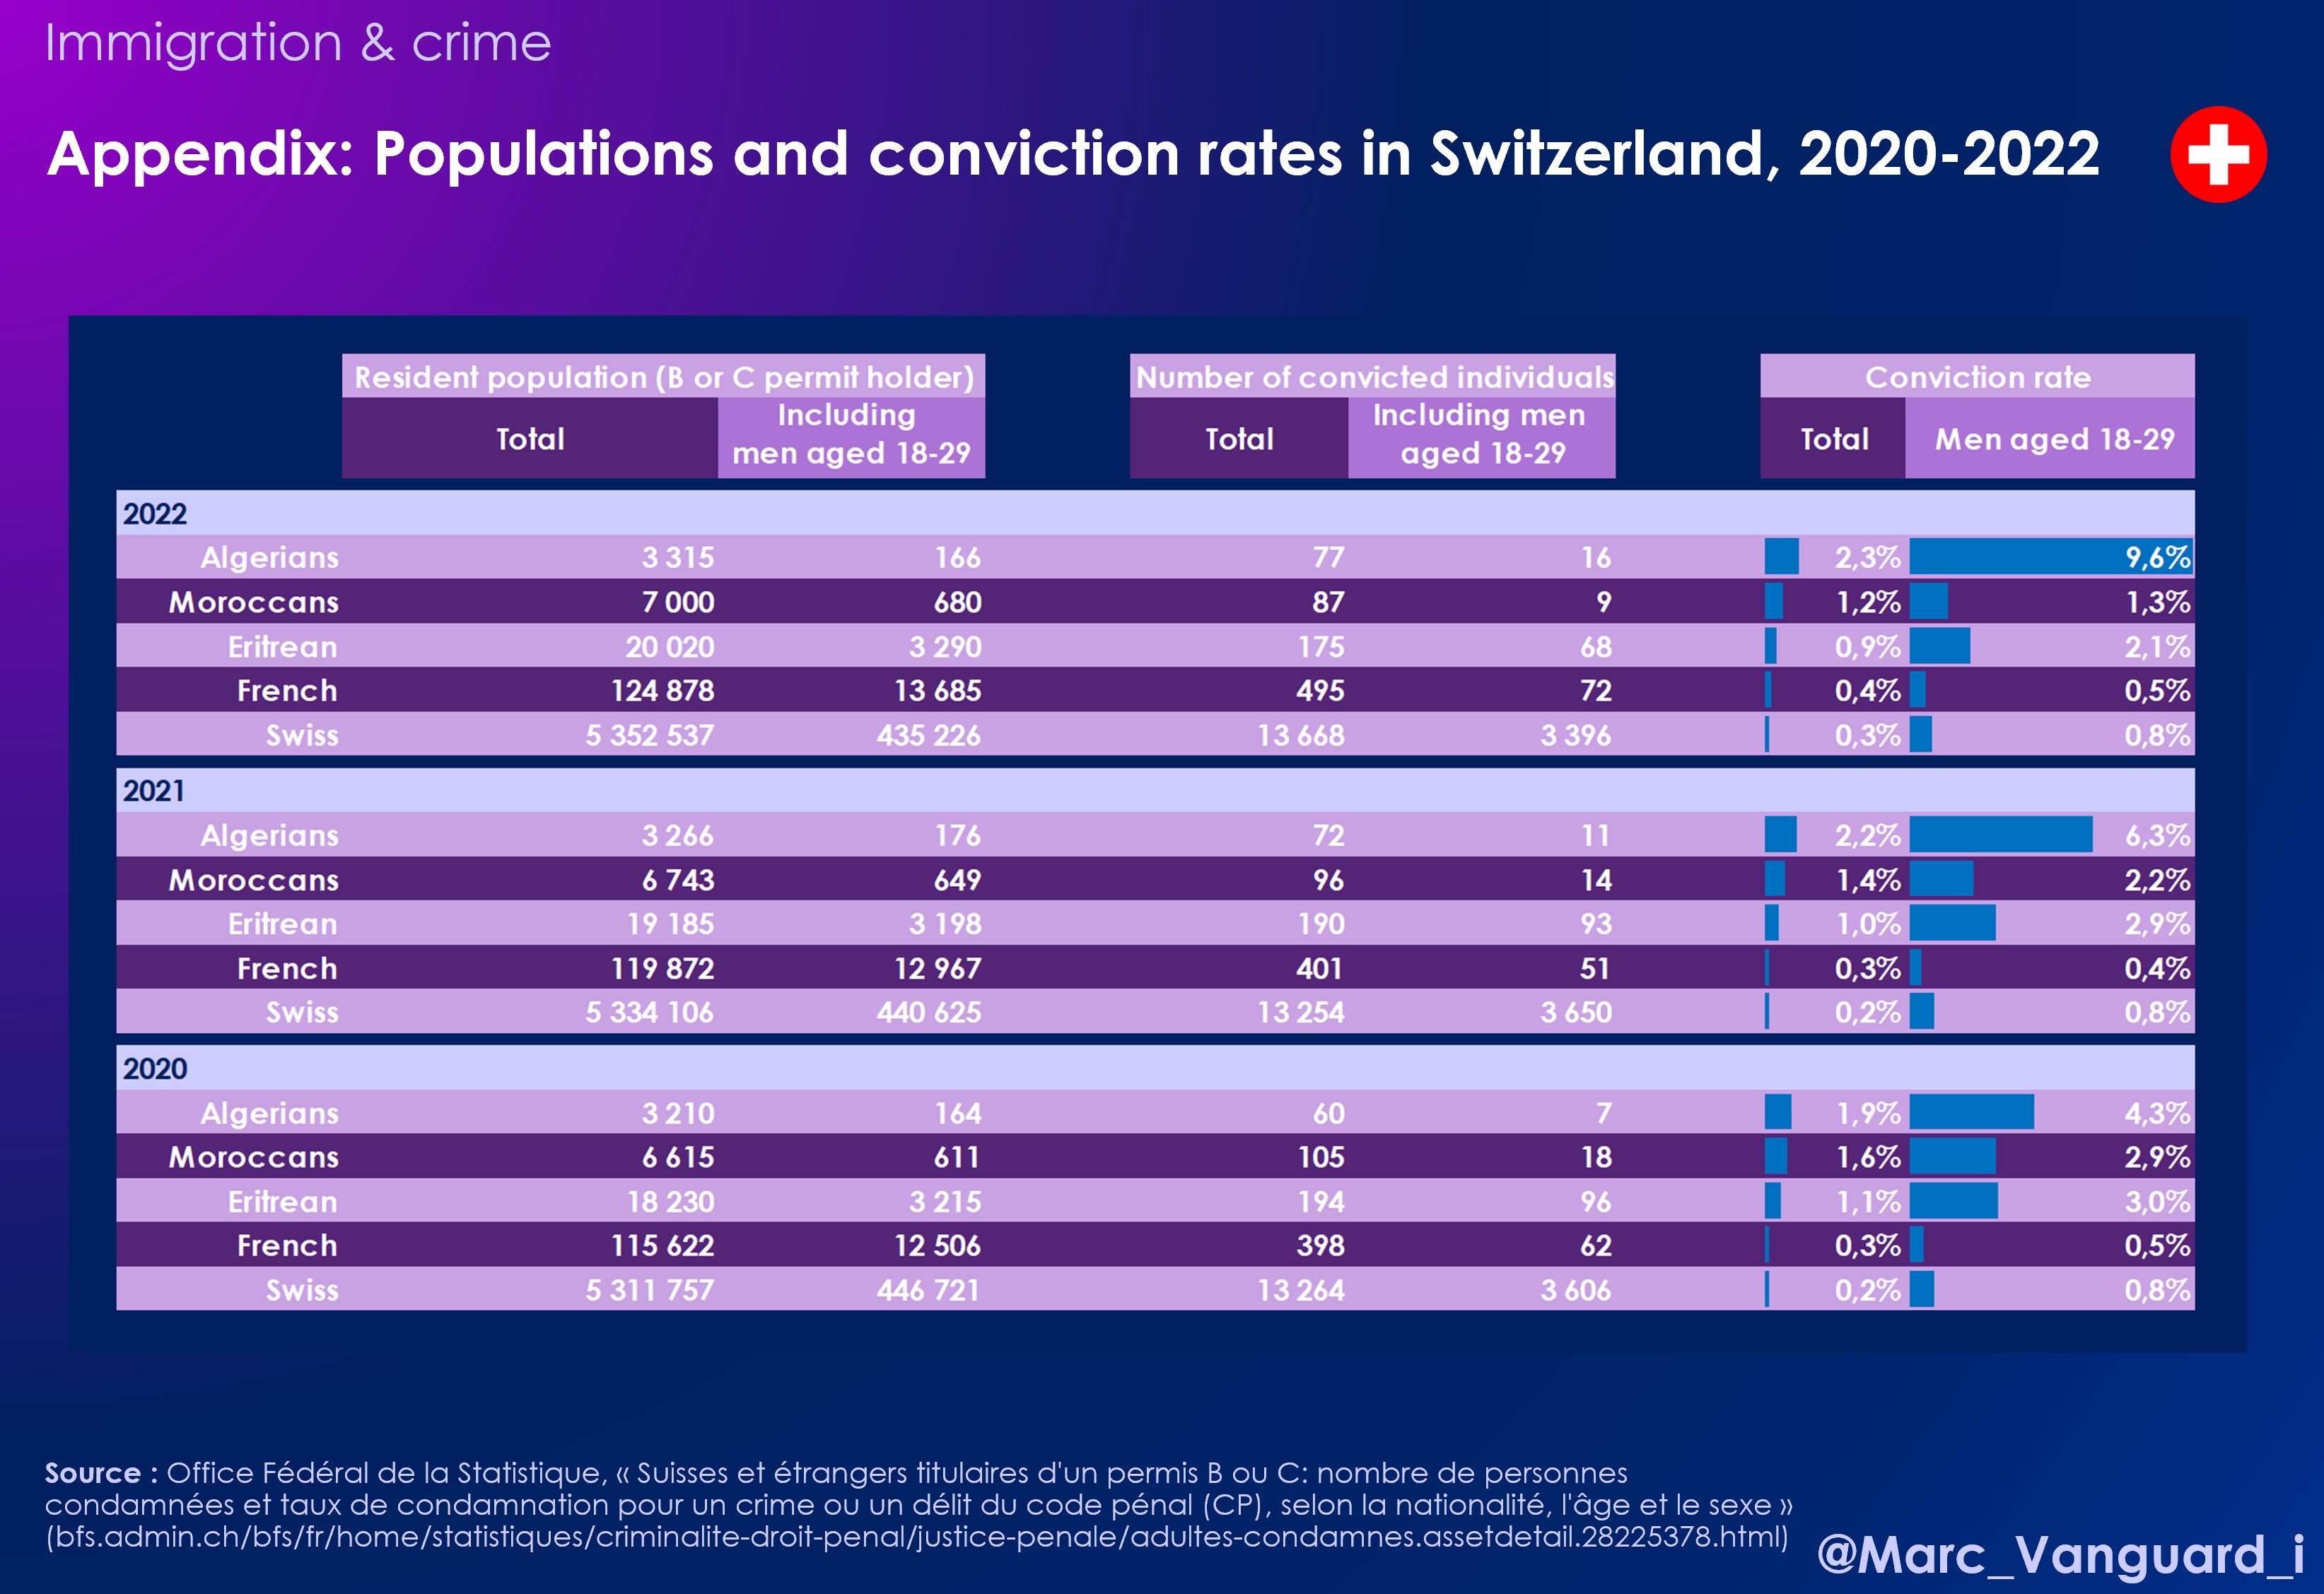 Immigration & crime
Appendix: Populations and conviction rates in Switzerland, 2020-2022
Resident population (B or C permit holder) Number of convicted individuals Conviction rate
Total Including men aged 18-29 Total Including men aged 18-29 Total Men aged 18-29
2022
Algerians 3 315 166 77 16 2,3% 9,6%
Moroccans 7 000 680 87 9 1,2% 1,3%
Eritrean 20 020 3 290 175 68 0,9% 2,1%
French 124 878 13 685 495 72 0,4% 0,5%
Swiss 5 352 537 435 226 13 668 3 396 0,3% 0,8%
2021
Algerians 3 266 176 72 11 2,2% 6,3%
Moroccans 6 743 649 96 14 1,4% 2,2%
Eritrean 19 185 3 198 190 93 1,0% 2,9%
French 119 872 12 967 401 51 0,3% 0,4%
Swiss 5 334 106 440 625 13 254 3 650 0,2% 0,8%
2020
Algerians 3 210 164 60 7 1,9% 4,3%
Moroccans 6 615 611 105 18 1,6% 2,9%
Eritrean 18 230 3 215 194 96 1,1% 3,0%
French 115 622 12 506 398 62 0,3% 0,5%
Swiss 5 311 757 446 721 13 264 3 606 0,2% 0,8%
Source : Office Fédéral de la Statistique, « Suisses et étrangers titulaires d'un permis B ou C: nombre de personnes
condamnées et taux de condamnation pour un crime ou un délit du code pénal (CP), selon la nationalité, l'âge et le sexe »
(bfs.admin.ch/bfs/fr/home/statistiques/criminalite-droit-penal/justice-penale/adultes-condamnes.assetdetail.28225378.html)
@Marc_Vanguard_i